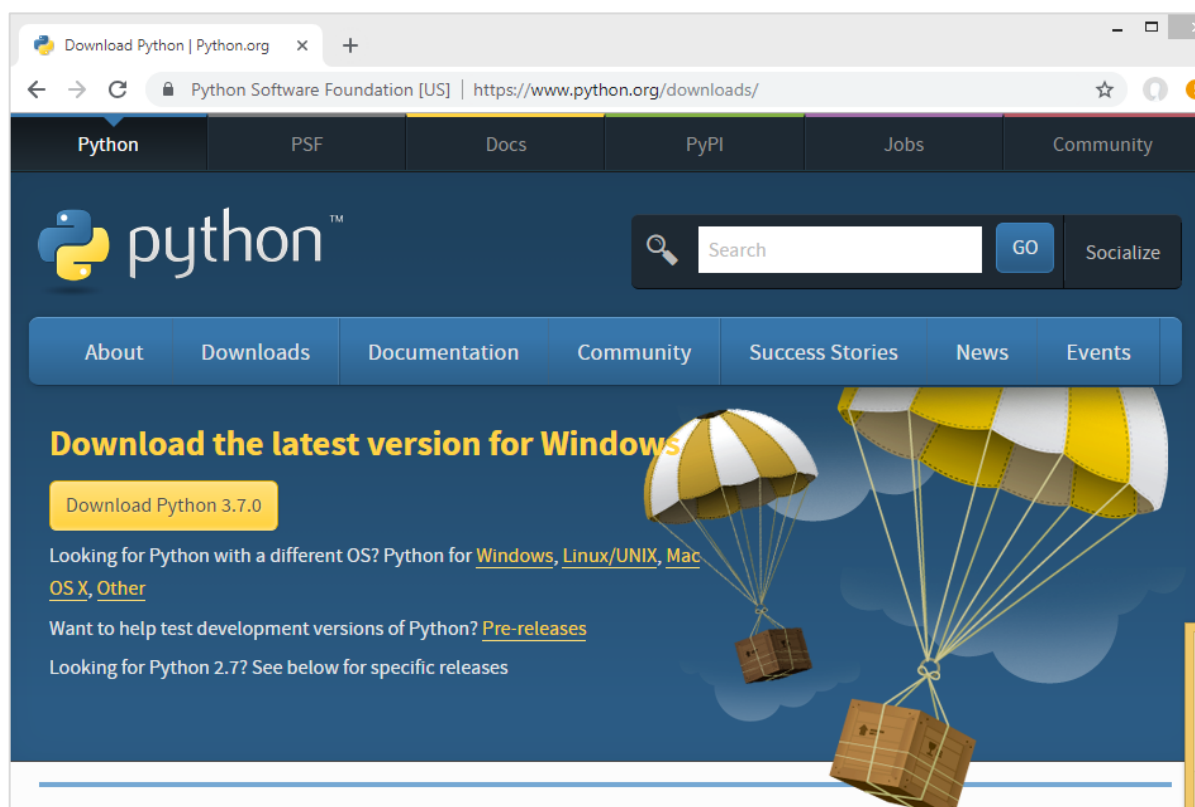 Download Python | Python.org
Python Software Foundation [US] | https://www.python.org/downloads/
Python PSF Docs PyPI Jobs Community
python™
Search GO Socialize
About Downloads Documentation Community Success Stories News Events
Download the latest version for Windows
Download Python 3.7.0
Looking for Python with a different OS? Python for Windows, Linux/UNIX, Mac
OS X, Other
Want to help test development versions of Python? Pre-releases
Looking for Python 2.7? See below for specific releases